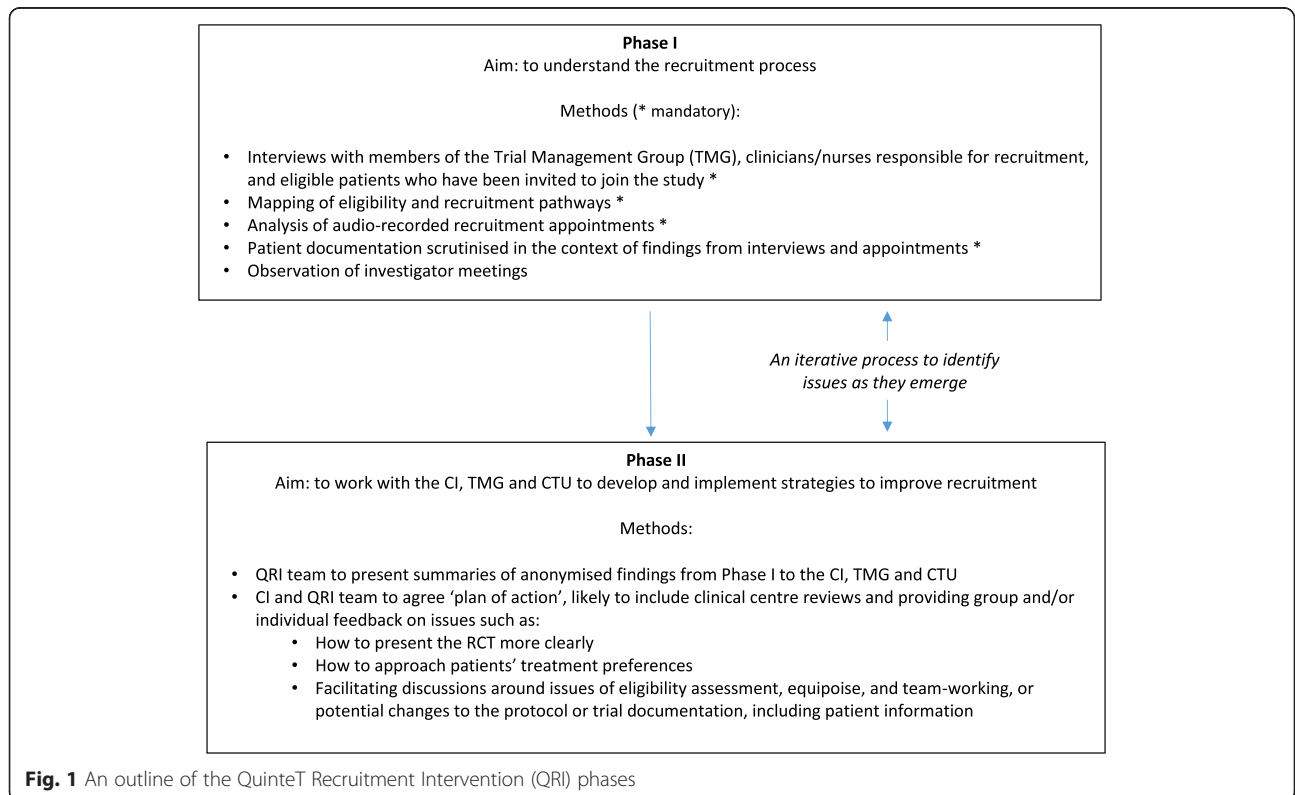 Phase I
Aim: to understand the recruitment process
Methods (* mandatory):
• Interviews with members of the Trial Management Group (TMG), clinicians/nurses responsible for recruitment,
and eligible patients who have been invited to join the study *
• Mapping of eligibility and recruitment pathways *
• Analysis of audio-recorded recruitment appointments *
• Patient documentation scrutinised in the context of findings from interviews and appointments *
• Observation of investigator meetings
An iterative process to identify
issues as they emerge
Phase II
Aim: to work with the CI, TMG and CTU to develop and implement strategies to improve recruitment
Methods:
• QRI team to present summaries of anonymised findings from Phase I to the CI, TMG and CTU
• CI and QRI team to agree ‘plan of action’, likely to include clinical centre reviews and providing group and/or
individual feedback on issues such as:
• How to present the RCT more clearly
• How to approach patients’ treatment preferences
• Facilitating discussions around issues of eligibility assessment, equipoise, and team-working, or
potential changes to the protocol or trial documentation, including patient information
Fig. 1 An outline of the QuinteT Recruitment Intervention (QRI) phases